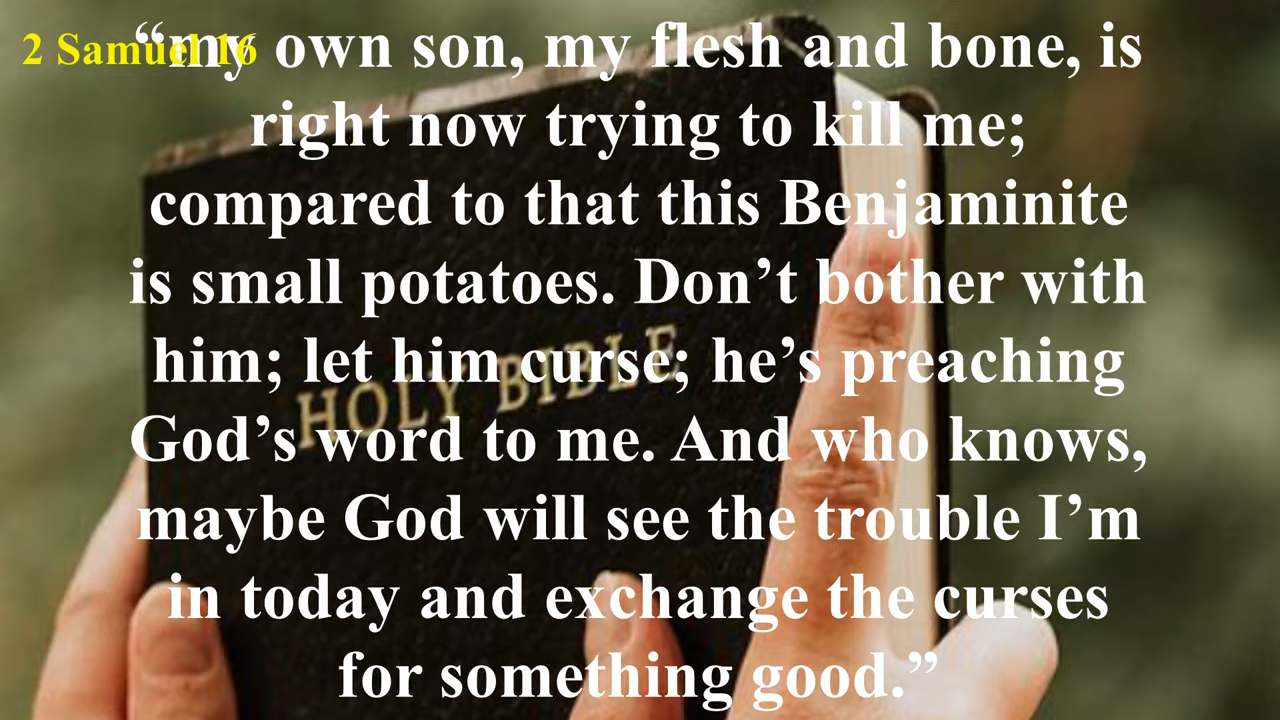 2 Samuel 16
“my own son, my flesh and bone, is
right now trying to kill me;
compared to that this Benjaminite
is small potatoes. Don’t bother with
him; let him curse; he’s preaching
God’s word to me. And who knows,
maybe God will see the trouble I’m
in today and exchange the curses
for something good.”
HOLY BIBLE